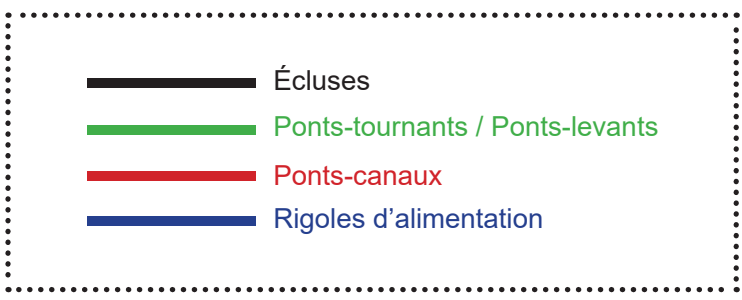 Écluses
Ponts-tournants / Ponts-levants
Ponts-canaux
Rigoles d’alimentation